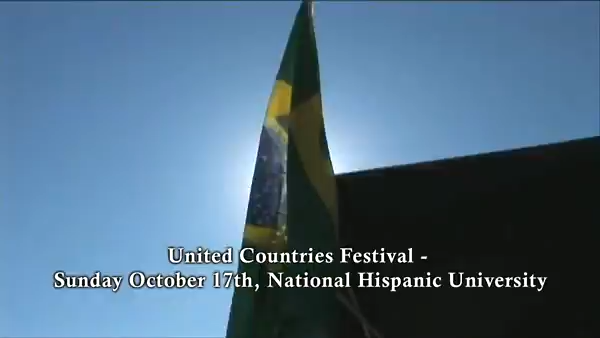 United Countries Festival -
Sunday October 17th, National Hispanic University